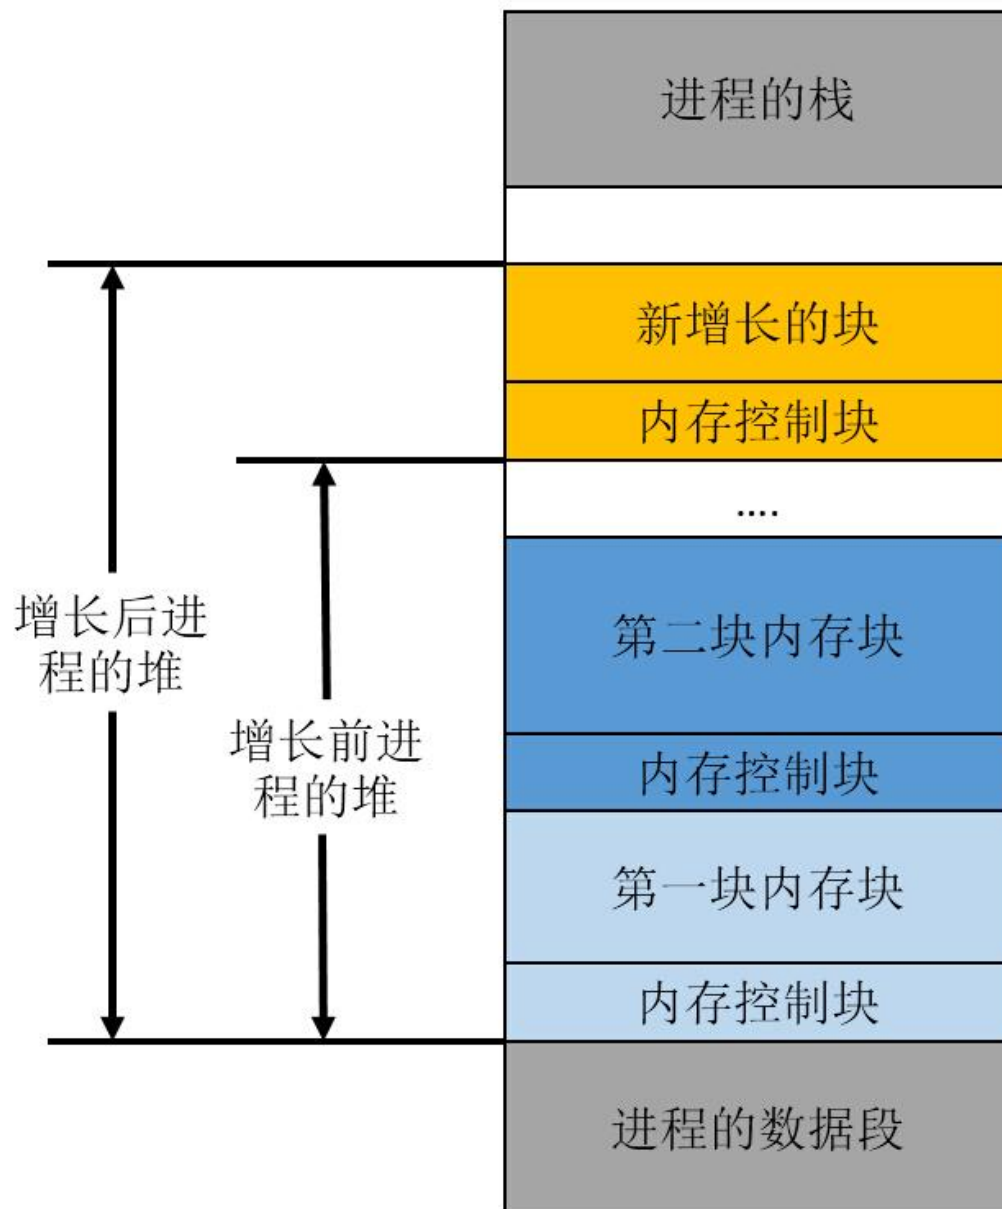 进程的栈
新增长的块
内存控制块
....
第二块内存块
内存控制块
第一块内存块
内存控制块
进程的数据段
增长后进
程的堆
增长前进
程的堆